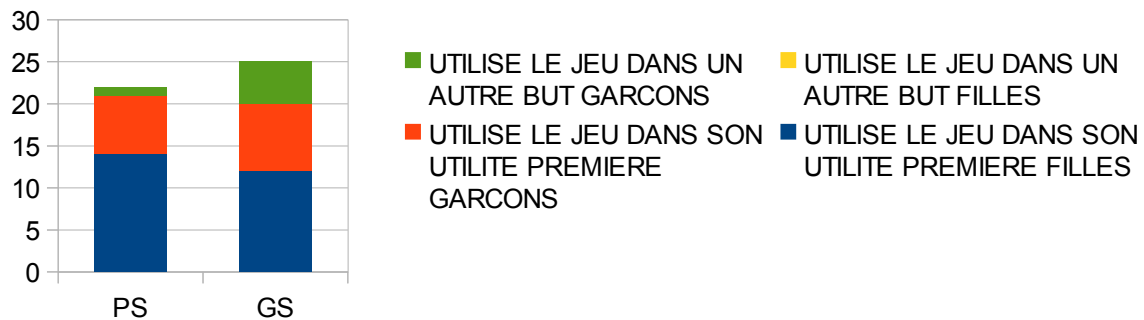 30
25
20
15
10
5
0
PS GS
UTILISE LE JEU DANS UN
AUTRE BUT GARCONS
UTILISE LE JEU DANS SON
UTILITE PREMIERE
GARCONS
UTILISE LE JEU DANS UN
AUTRE BUT FILLES
UTILISE LE JEU DANS SON
UTILITE PREMIERE FILLES